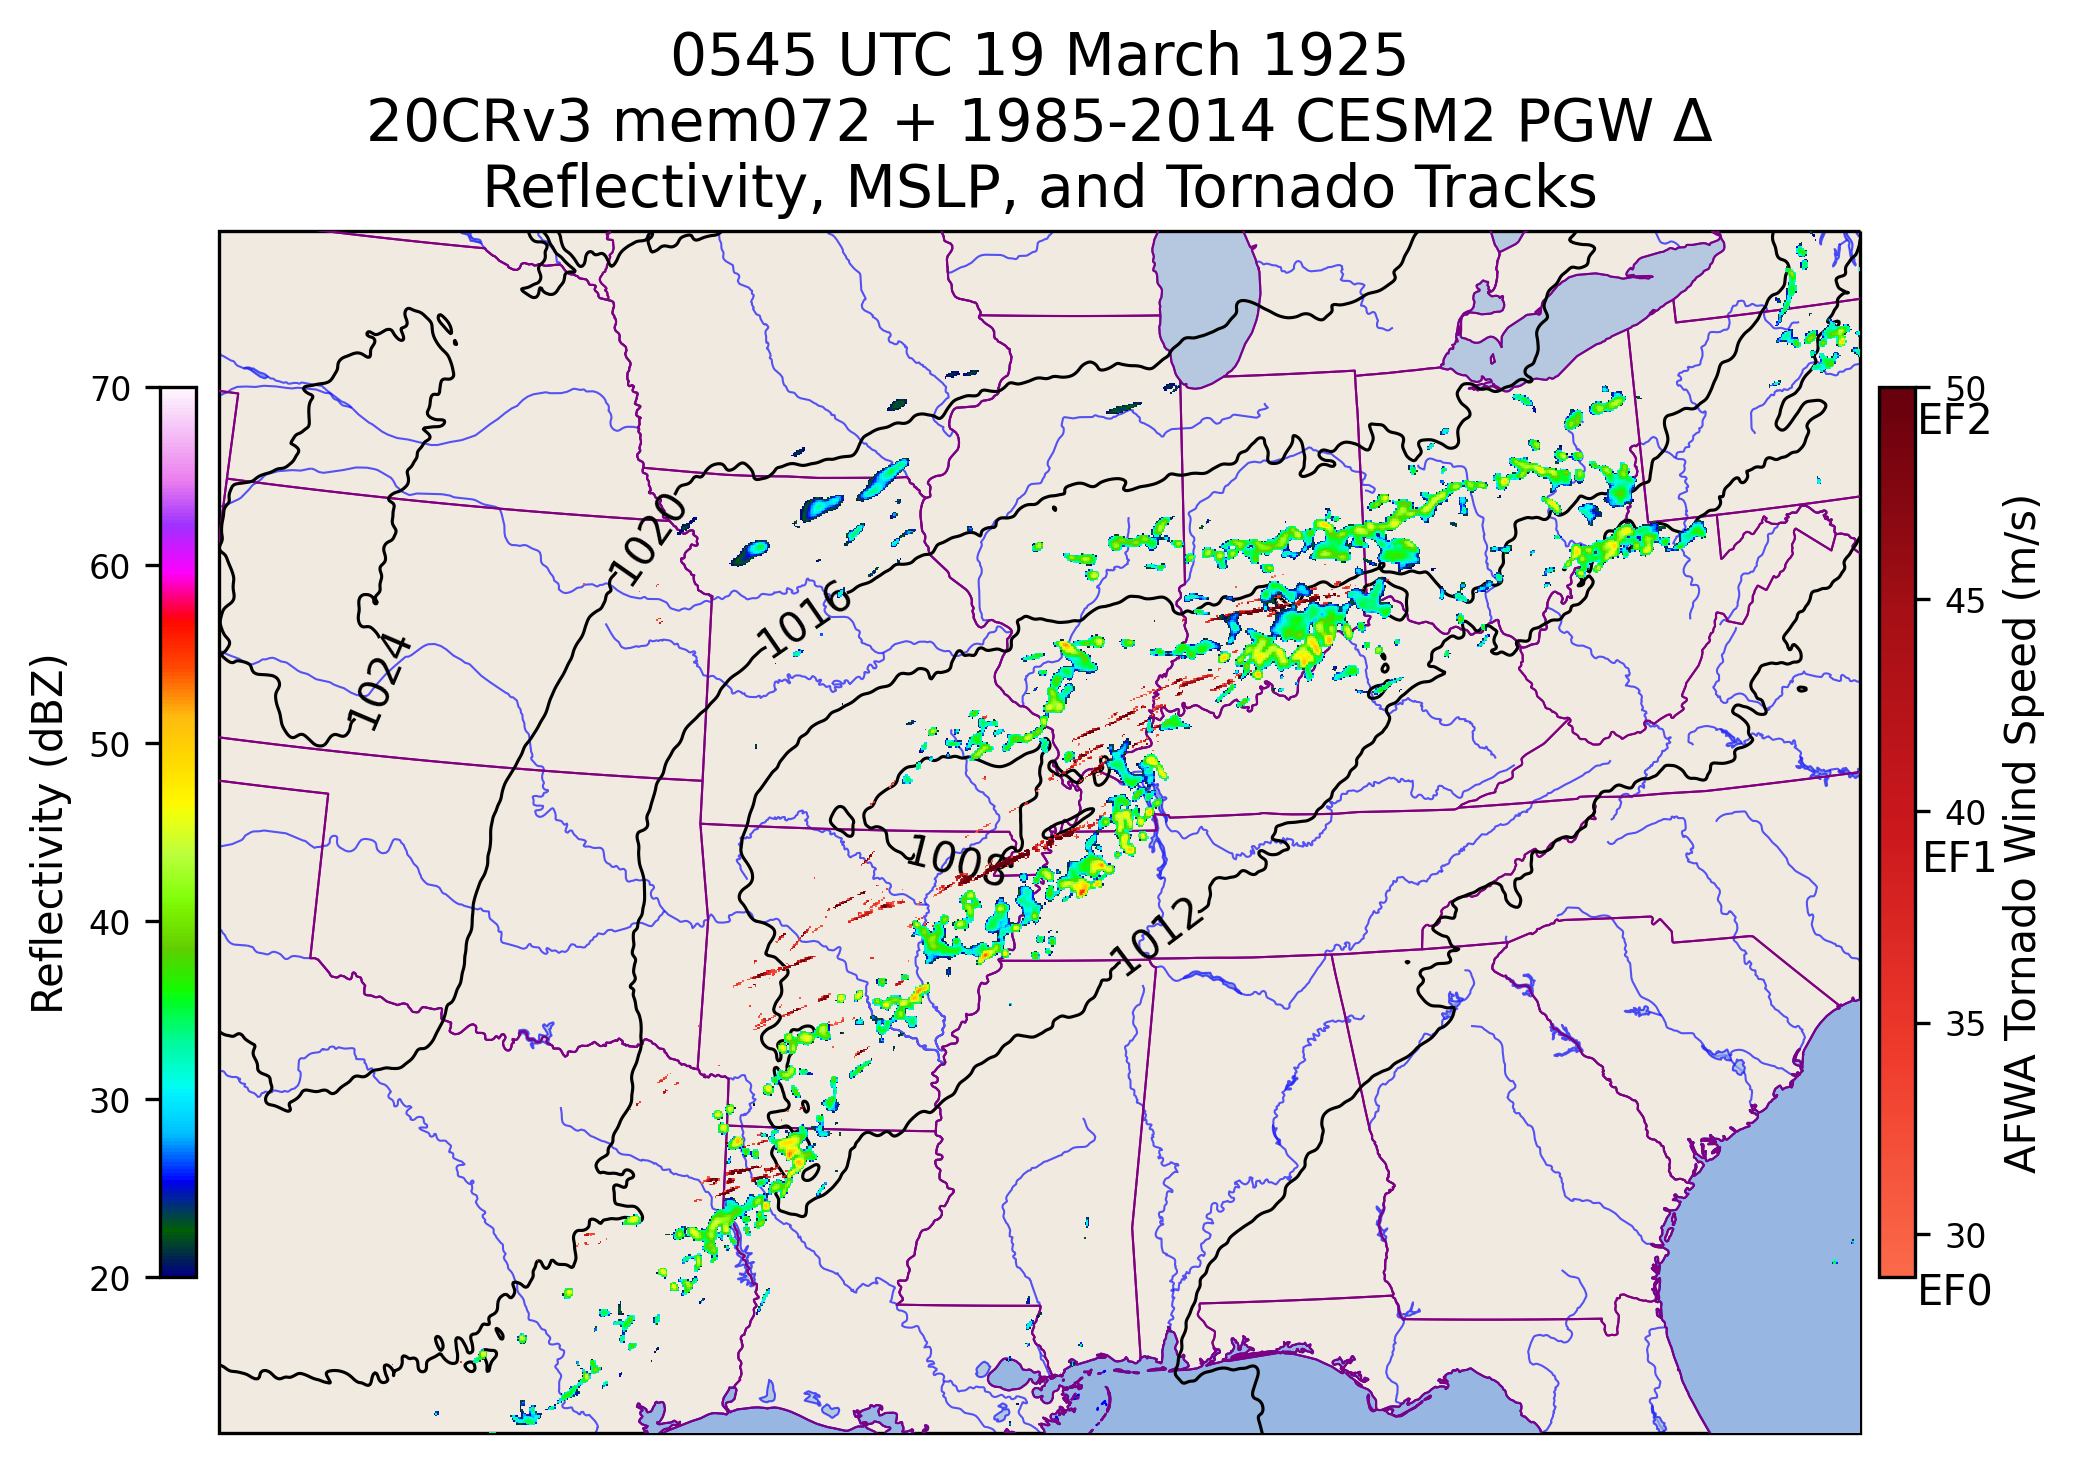 0545 UTC 19 March 1925
20CRv3 mem072 + 1985-2014 CESM2 PGW Δ
Reflectivity, MSLP, and Tornado Tracks
70
60
50
40
30
20
Reflectivity (dBZ)
1020
1016
1024
1008
1012
50
EF2
45
40
EF1
35
30
EF0
AFWA Tornado Wind Speed (m/s)